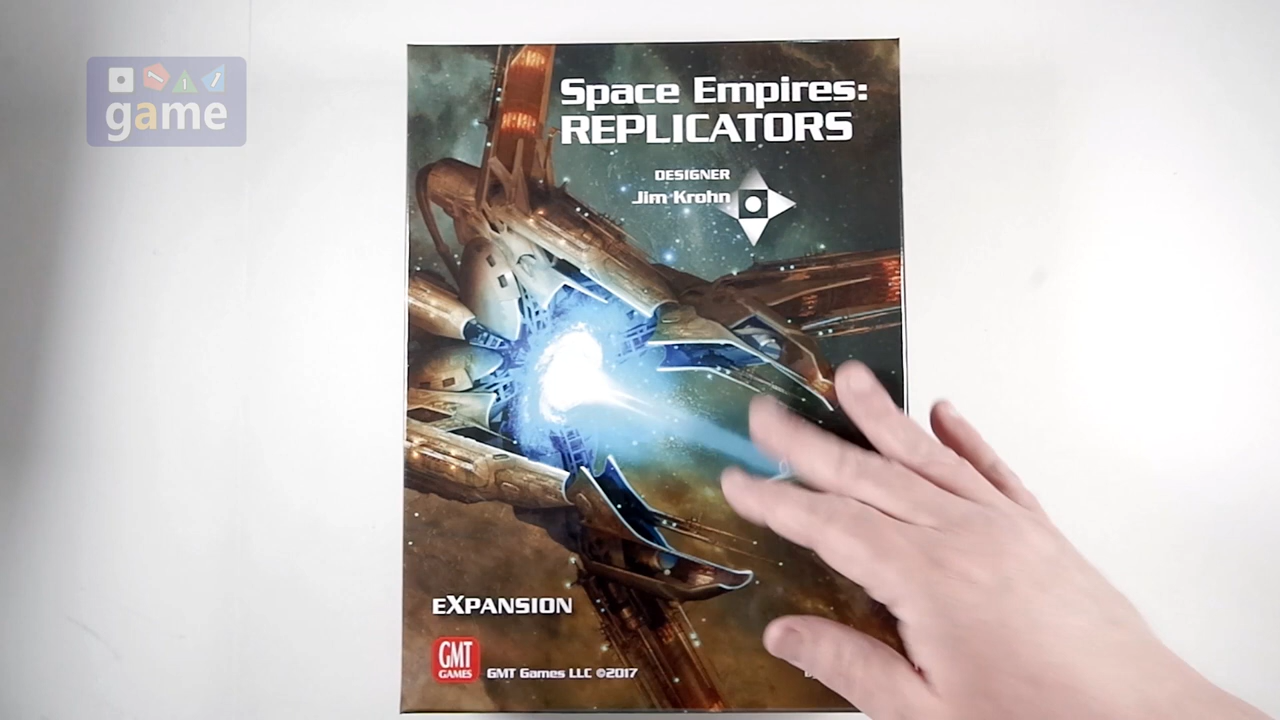 game
Space Empires:
REPLICATORS
DESIGNER
Jim Krohn
eXPANSION
GMT
GAMES
GMT Games LLC ©2017